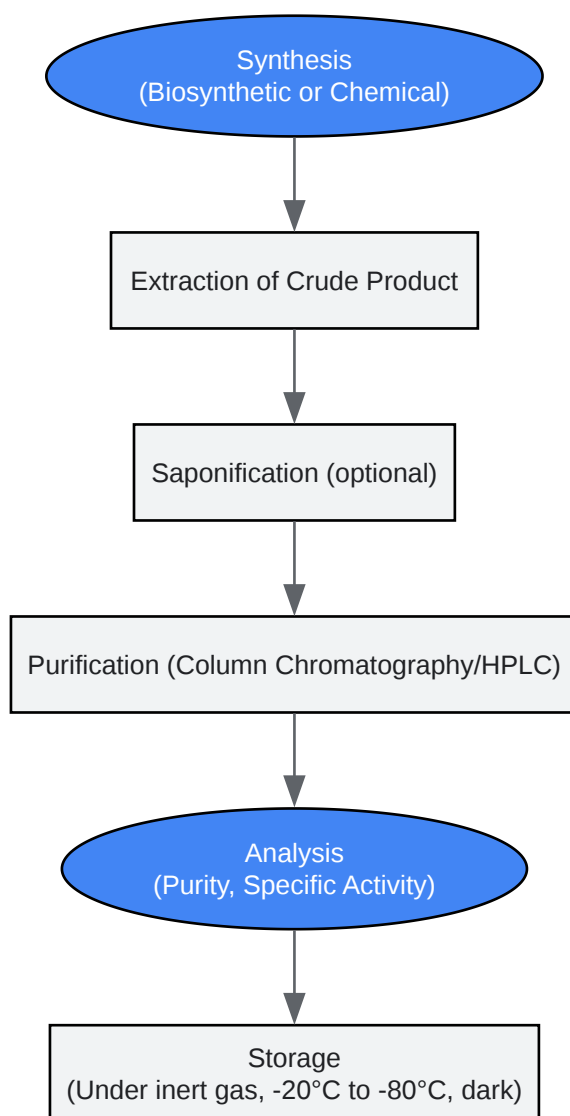 Synthesis
(Biosynthetic or Chemical)
Extraction of Crude Product
Saponification (optional)
Purification (Column Chromatography/HPLC)
Analysis
(Purity, Specific Activity)
Storage
(Under inert gas, -20°C to -80°C, dark)